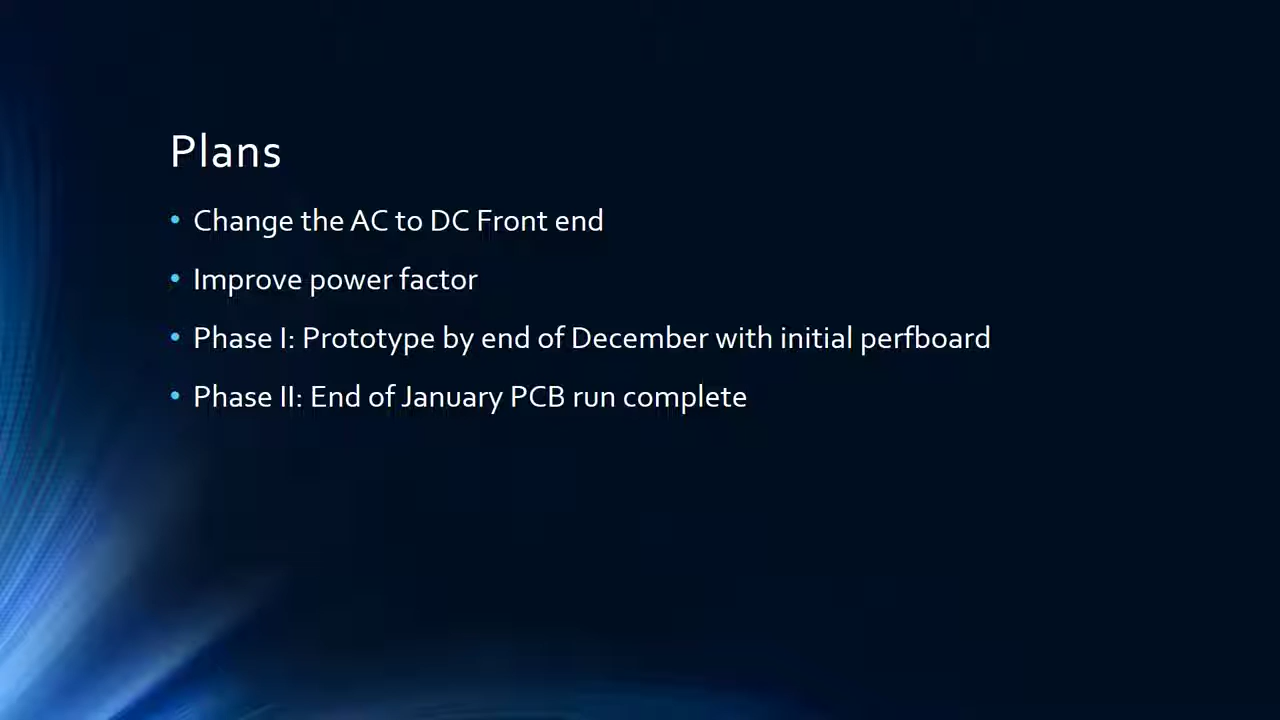 Plans
• Change the AC to DC Front end
• Improve power factor
• Phase I: Prototype by end of December with initial perfboard
• Phase II: End of January PCB run complete